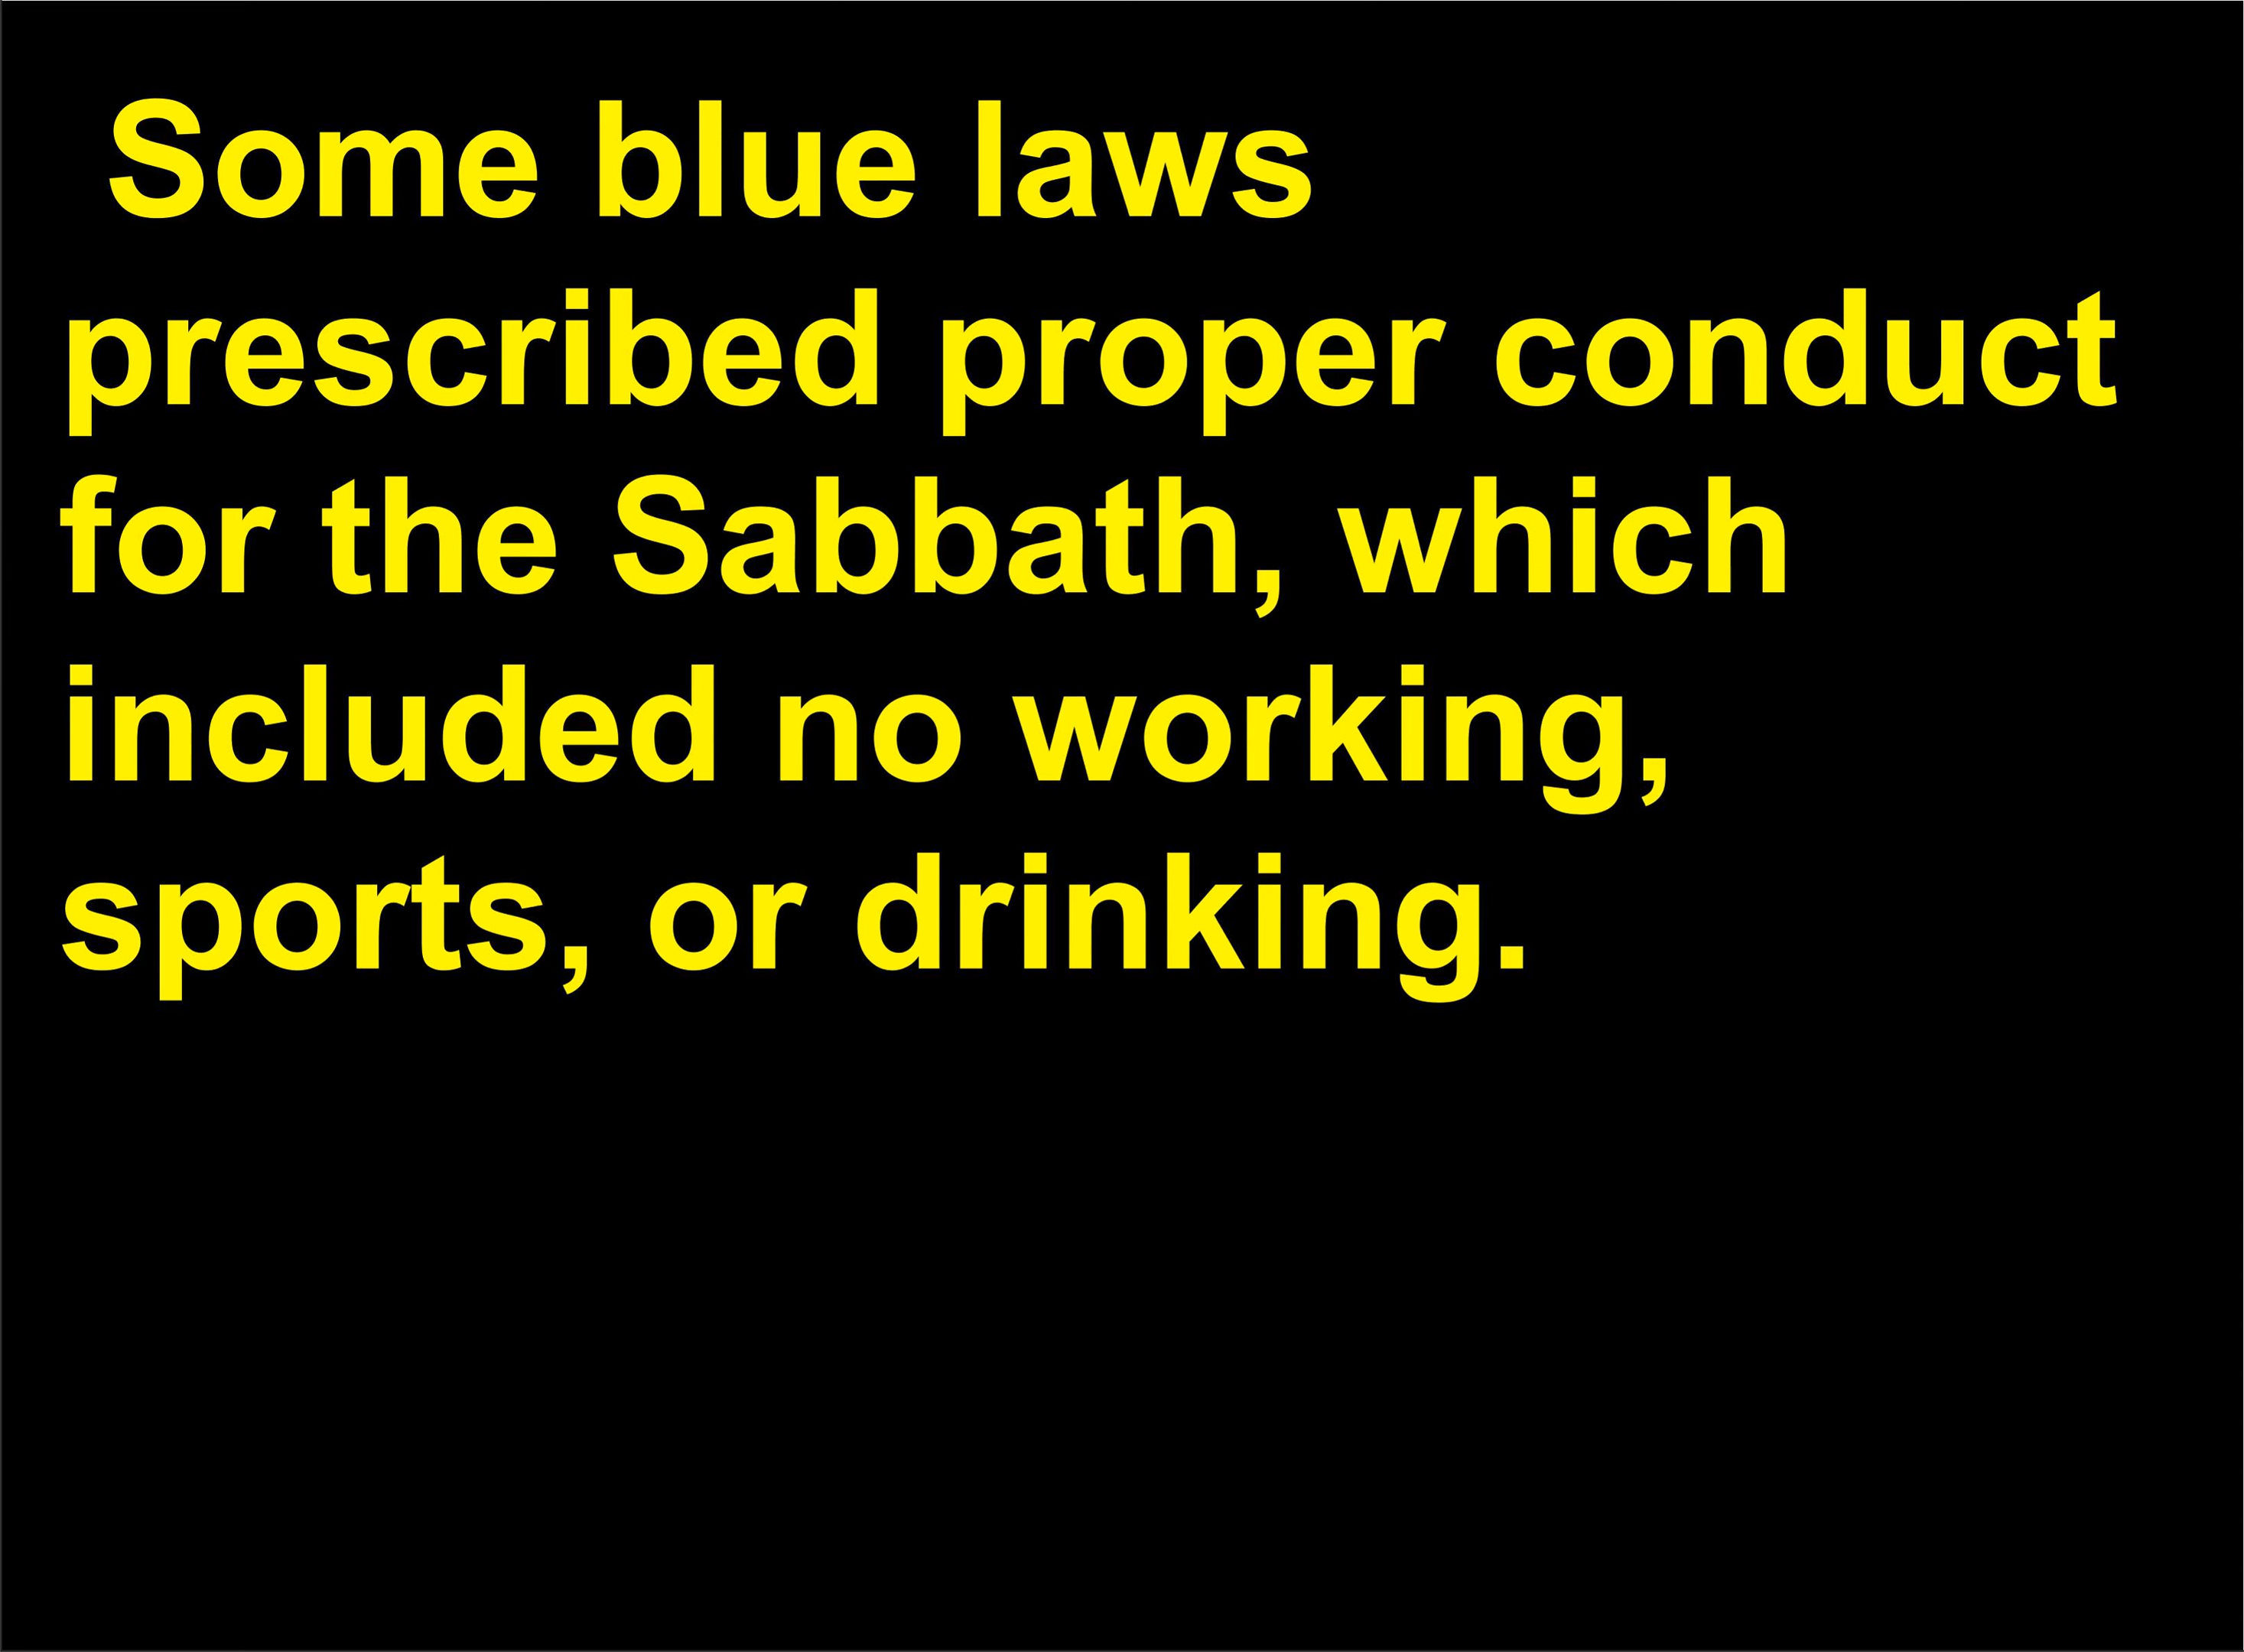 Some blue laws
prescribed proper conduct
for the Sabbath, which
included no working,
sports, or drinking.